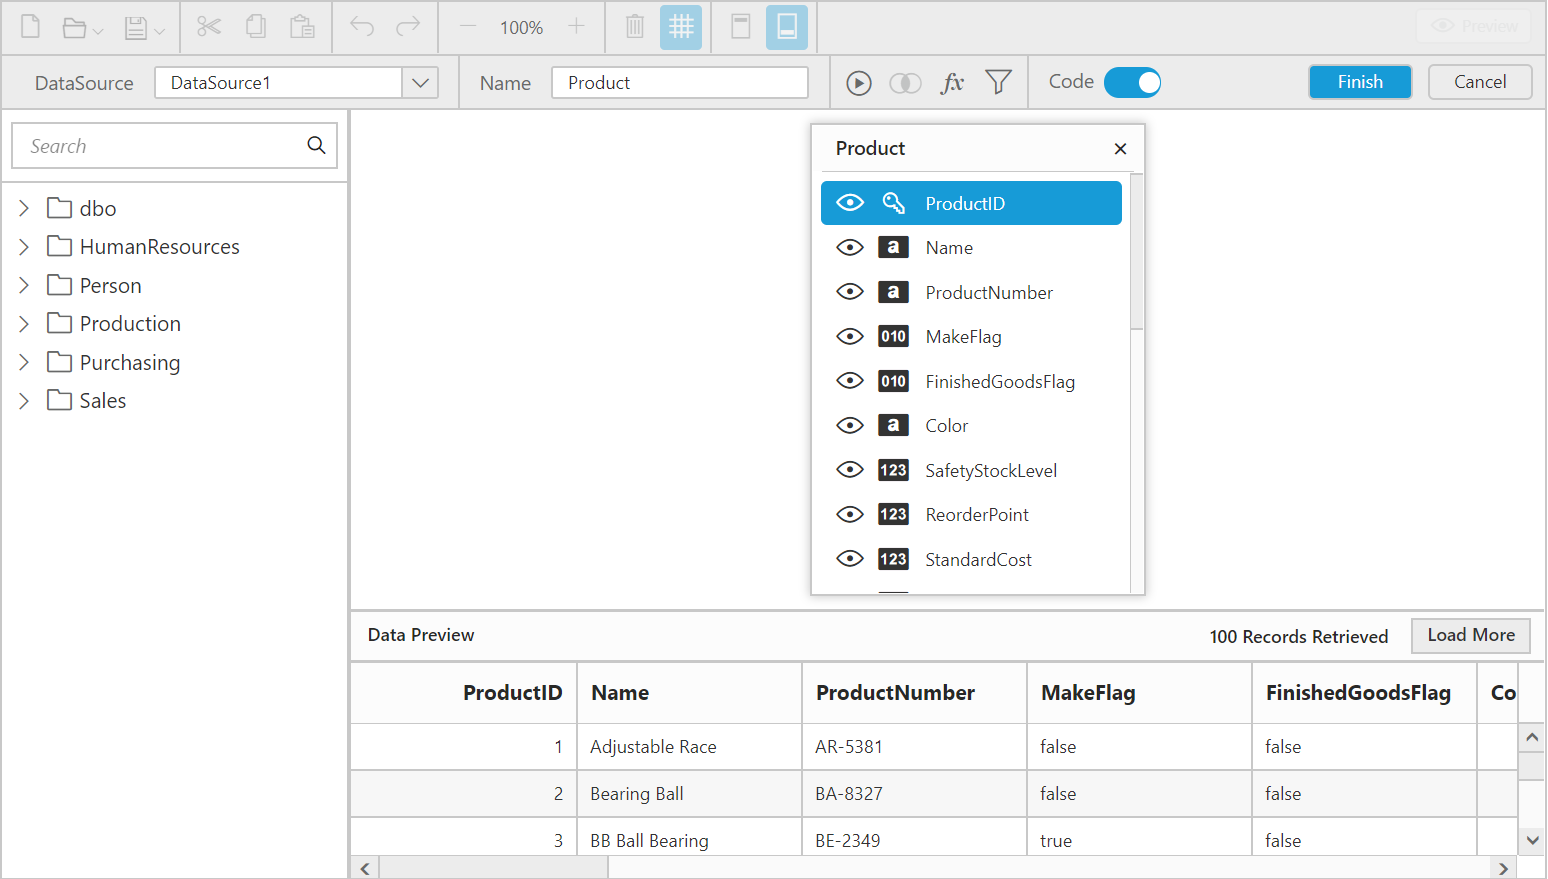 100%
Preview
DataSource DataSource1 Name Product fx Code Finish Cancel
Search
dbo
HumanResources
Person
Production
Purchasing
Sales
Product
ProductID
a Name
a ProductNumber
010 MakeFlag
010 FinishedGoodsFlag
a Color
123 SafetyStockLevel
123 ReorderPoint
123 StandardCost
Data Preview 100 Records Retrieved Load More
ProductID Name ProductNumber MakeFlag FinishedGoodsFlag Co
1 Adjustable Race AR-5381 false false
2 Bearing Ball BA-8327 false false
3 BB Ball Bearing BE-2349 true false